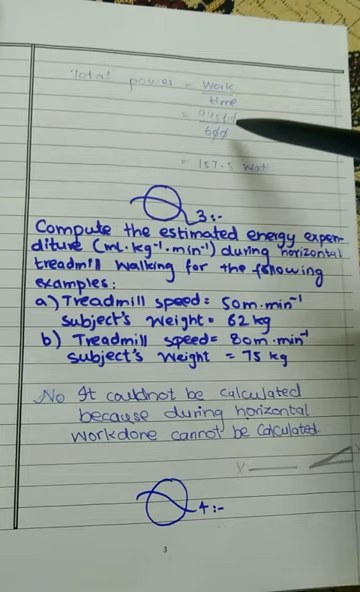 Total power = Work
time
= 94500
600
= 157.5 watt
Q3:-
Compute the estimated energy expen-
diture (ml·kg⁻¹·min⁻¹) during horizontal
treadmill walking for the following
examples:
a) Treadmill speed = 50m·min⁻¹
Subject's Weight = 62 kg
b) Treadmill speed = 80m·min⁻¹
Subject's Weight = 75 kg
No It couldnot be calculated
because during horizontal
workdone cannot be calculated.
Q4:-
3